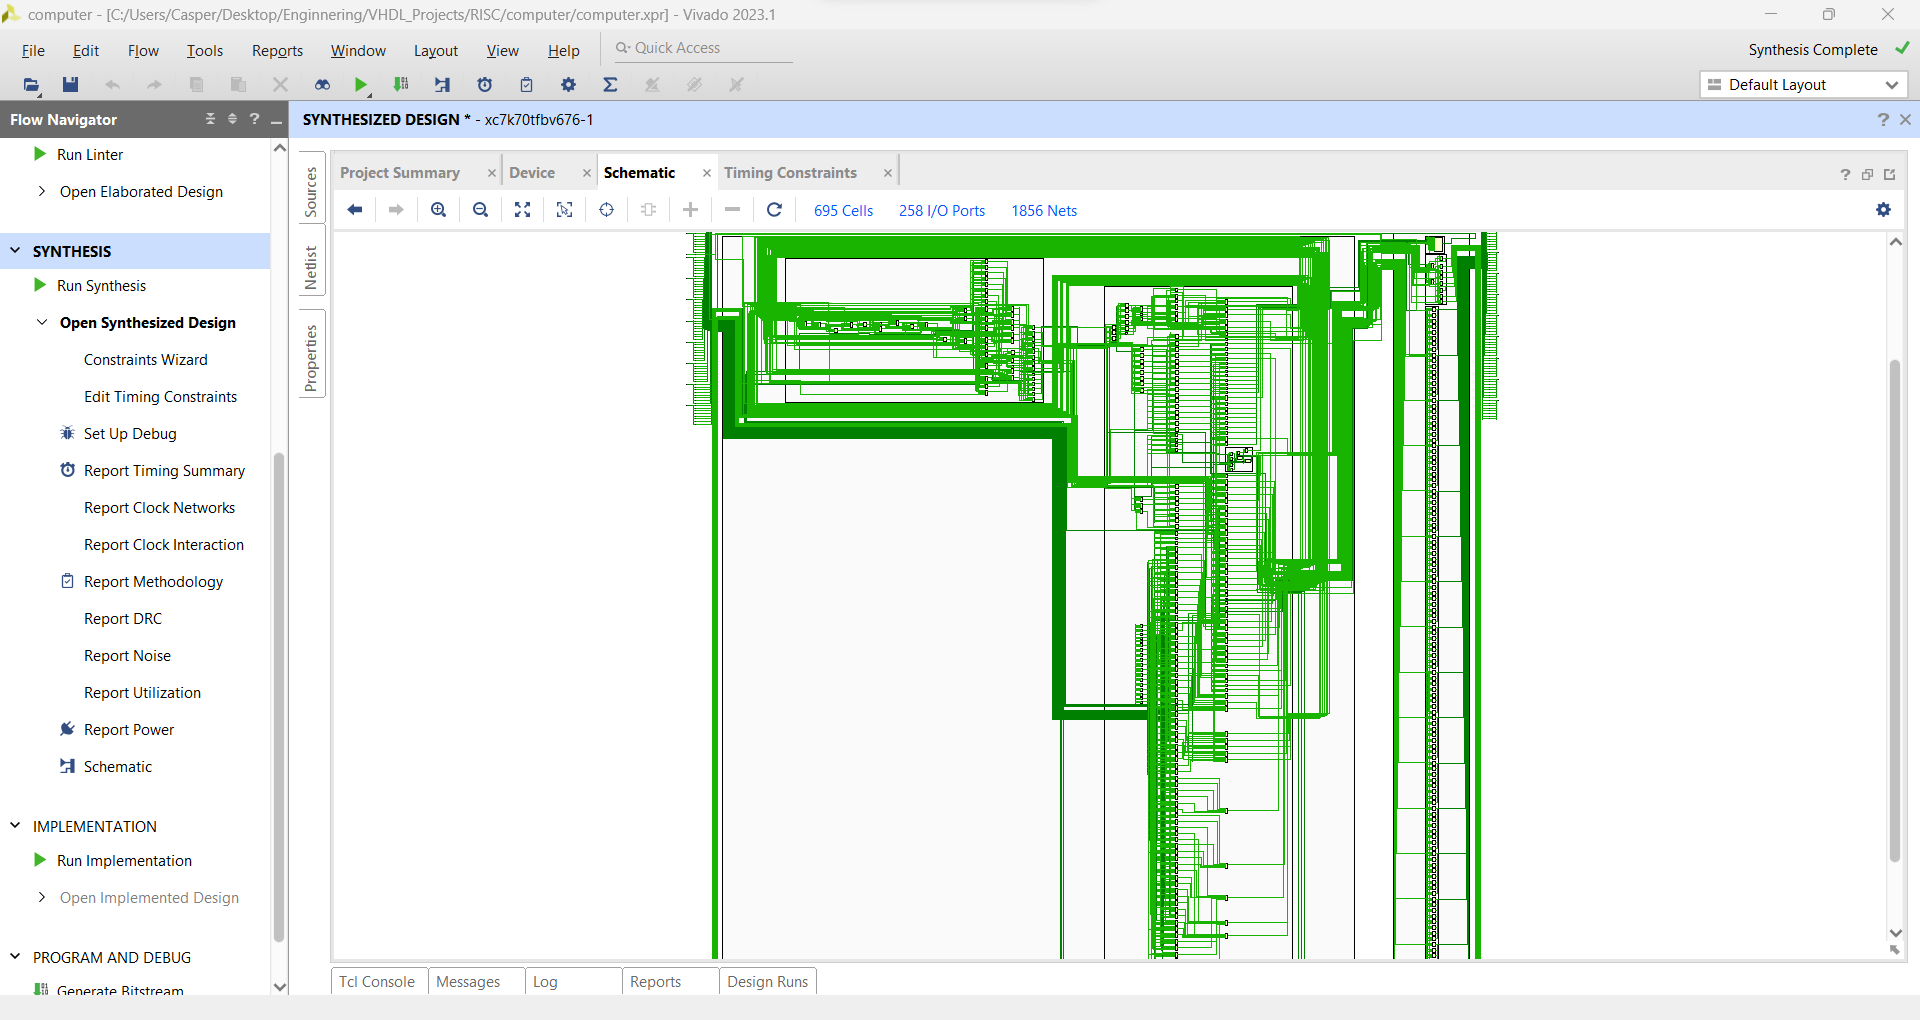 computer - [C:/Users/Casper/Desktop/Enginnering/VHDL_Projects/RISC/computer/computer.xpr] - Vivado 2023.1
File Edit Flow Tools Reports Window Layout View Help Quick Access
Synthesis Complete
Default Layout
Flow Navigator
SYNTHESIZED DESIGN * - xc7k70tfbv676-1
Run Linter
Open Elaborated Design
SYNTHESIS
Run Synthesis
Open Synthesized Design
Constraints Wizard
Edit Timing Constraints
Set Up Debug
Report Timing Summary
Report Clock Networks
Report Clock Interaction
Report Methodology
Report DRC
Report Noise
Report Utilization
Report Power
Schematic
IMPLEMENTATION
Run Implementation
Open Implemented Design
PROGRAM AND DEBUG
Generate Bitstream
Sources
Netlist
Properties
Project Summary Device Schematic Timing Constraints
695 Cells 258 I/O Ports 1856 Nets
Tcl Console Messages Log Reports Design Runs